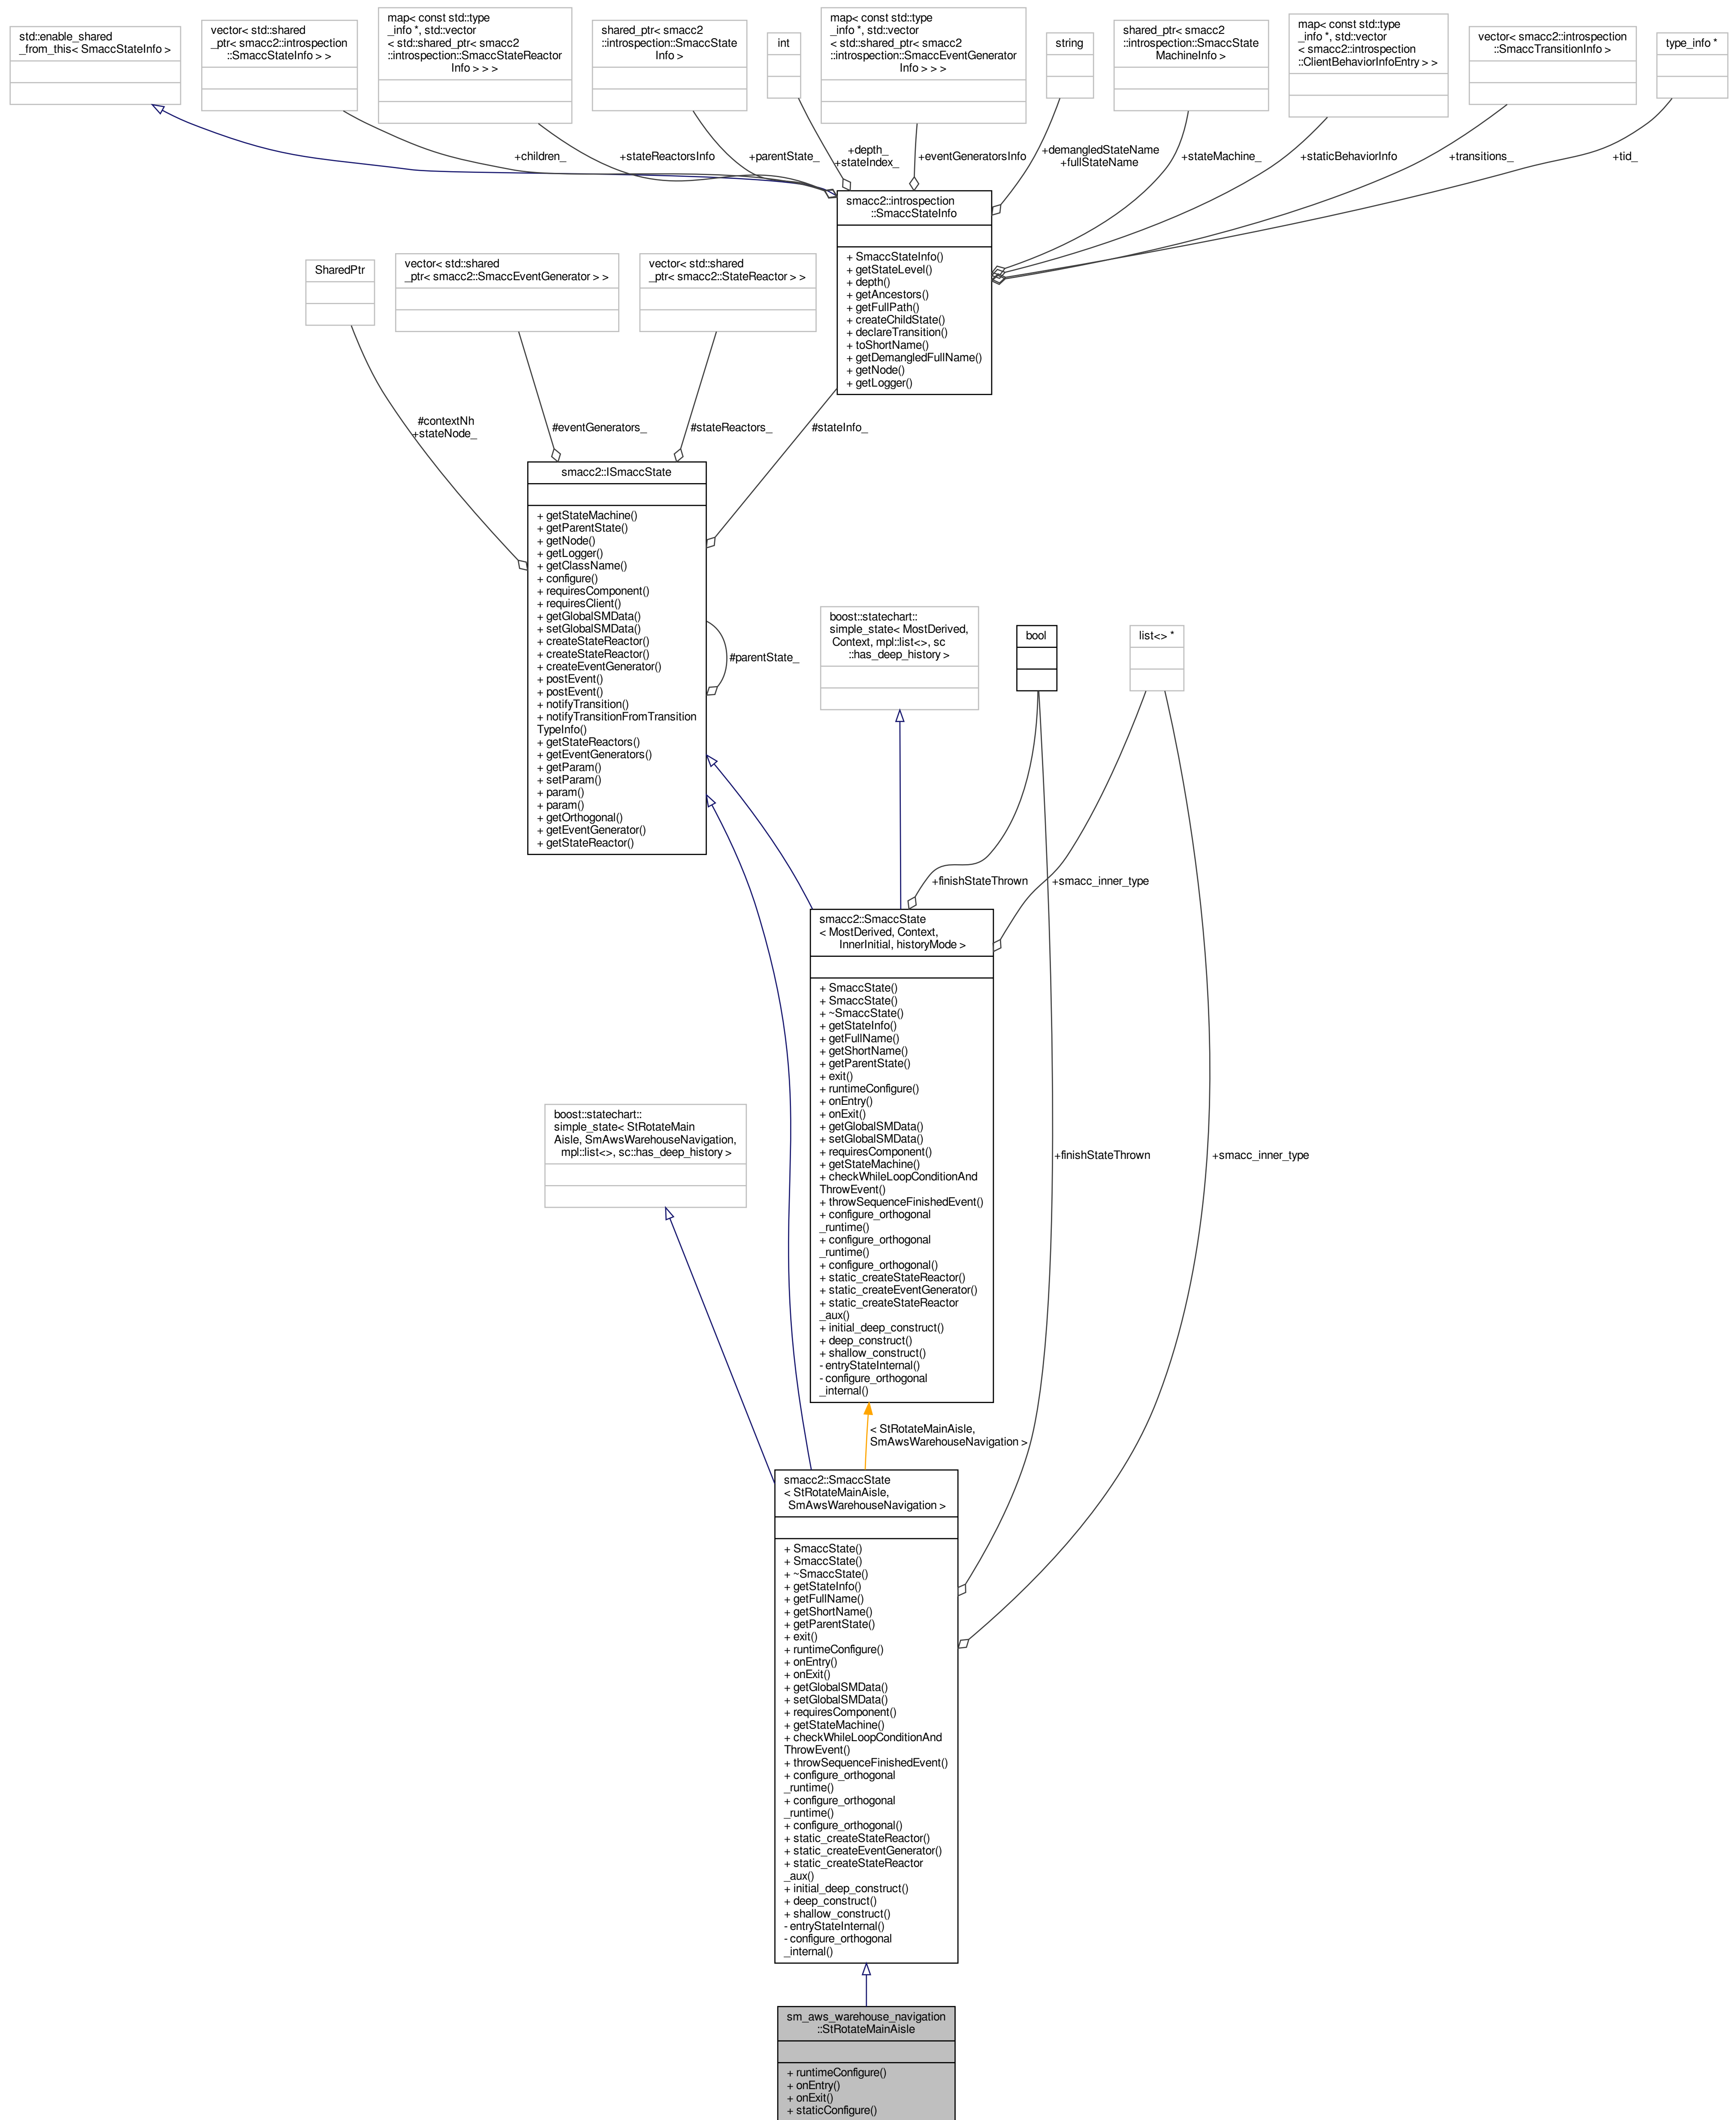 std::enable_shared
_from_this< SmaccStateInfo >
vector< std::shared
_ptr< smacc2::introspection
::SmaccStateInfo > >
map< const std::type
_info *, std::vector
< std::shared_ptr< smacc2
::introspection::SmaccStateReactor
Info > > >
shared_ptr< smacc2
::introspection::SmaccState
Info >
int
map< const std::type
_info *, std::vector
< std::shared_ptr< smacc2
::introspection::SmaccEventGenerator
Info > > >
string
shared_ptr< smacc2
::introspection::SmaccState
MachineInfo >
map< const std::type
_info *, std::vector
< smacc2::introspection
::ClientBehaviorInfoEntry > >
vector< smacc2::introspection
::SmaccTransitionInfo >
type_info *
+children_
+stateReactorsInfo
+parentState_
+depth_
+stateIndex_
+eventGeneratorsInfo
+demangledStateName
+fullStateName
+stateMachine_
+staticBehaviorInfo
+transitions_
+tid_
smacc2::introspection
::SmaccStateInfo
+ SmaccStateInfo()
+ getStateLevel()
+ depth()
+ getAncestors()
+ getFullPath()
+ createChildState()
+ declareTransition()
+ toShortName()
+ getDemangledFullName()
+ getNode()
+ getLogger()
SharedPtr
vector< std::shared
_ptr< smacc2::SmaccEventGenerator > >
vector< std::shared
_ptr< smacc2::StateReactor > >
#contextNh
+stateNode_
#eventGenerators_
#stateReactors_
#stateInfo_
smacc2::ISmaccState
+ getStateMachine()
+ getParentState()
+ getNode()
+ getLogger()
+ getClassName()
+ configure()
+ requiresComponent()
+ requiresClient()
+ getGlobalSMData()
+ setGlobalSMData()
+ createStateReactor()
+ createStateReactor()
+ createEventGenerator()
+ postEvent()
+ postEvent()
+ notifyTransition()
+ notifyTransitionFromTransition
TypeInfo()
+ getStateReactors()
+ getEventGenerators()
+ getParam()
+ setParam()
+ param()
+ param()
+ getOrthogonal()
+ getEventGenerator()
+ getStateReactor()
#parentState_
boost::statechart::
simple_state< MostDerived,
Context, mpl::list<>, sc
::has_deep_history >
bool
list<> *
+finishStateThrown
+smacc_inner_type
smacc2::SmaccState
< MostDerived, Context,
InnerInitial, historyMode >
+ SmaccState()
+ SmaccState()
+ ~SmaccState()
+ getStateInfo()
+ getFullName()
+ getShortName()
+ getParentState()
+ exit()
+ runtimeConfigure()
+ onEntry()
+ onExit()
+ getGlobalSMData()
+ setGlobalSMData()
+ requiresComponent()
+ getStateMachine()
+ checkWhileLoopConditionAnd
ThrowEvent()
+ throwSequenceFinishedEvent()
+ configure_orthogonal
_runtime()
+ configure_orthogonal
_runtime()
+ configure_orthogonal()
+ static_createStateReactor()
+ static_createEventGenerator()
+ static_createStateReactor
_aux()
+ initial_deep_construct()
+ deep_construct()
+ shallow_construct()
- entryStateInternal()
- configure_orthogonal
_internal()
boost::statechart::
simple_state< StRotateMain
Aisle, SmAwsWarehouseNavigation,
mpl::list<>, sc::has_deep_history >
+finishStateThrown
+smacc_inner_type
< StRotateMainAisle,
SmAwsWarehouseNavigation >
smacc2::SmaccState
< StRotateMainAisle,
SmAwsWarehouseNavigation >
+ SmaccState()
+ SmaccState()
+ ~SmaccState()
+ getStateInfo()
+ getFullName()
+ getShortName()
+ getParentState()
+ exit()
+ runtimeConfigure()
+ onEntry()
+ onExit()
+ getGlobalSMData()
+ setGlobalSMData()
+ requiresComponent()
+ getStateMachine()
+ checkWhileLoopConditionAnd
ThrowEvent()
+ throwSequenceFinishedEvent()
+ configure_orthogonal
_runtime()
+ configure_orthogonal
_runtime()
+ configure_orthogonal()
+ static_createStateReactor()
+ static_createEventGenerator()
+ static_createStateReactor
_aux()
+ initial_deep_construct()
+ deep_construct()
+ shallow_construct()
- entryStateInternal()
- configure_orthogonal
_internal()
sm_aws_warehouse_navigation
::StRotateMainAisle
+ runtimeConfigure()
+ onEntry()
+ onExit()
+ staticConfigure()